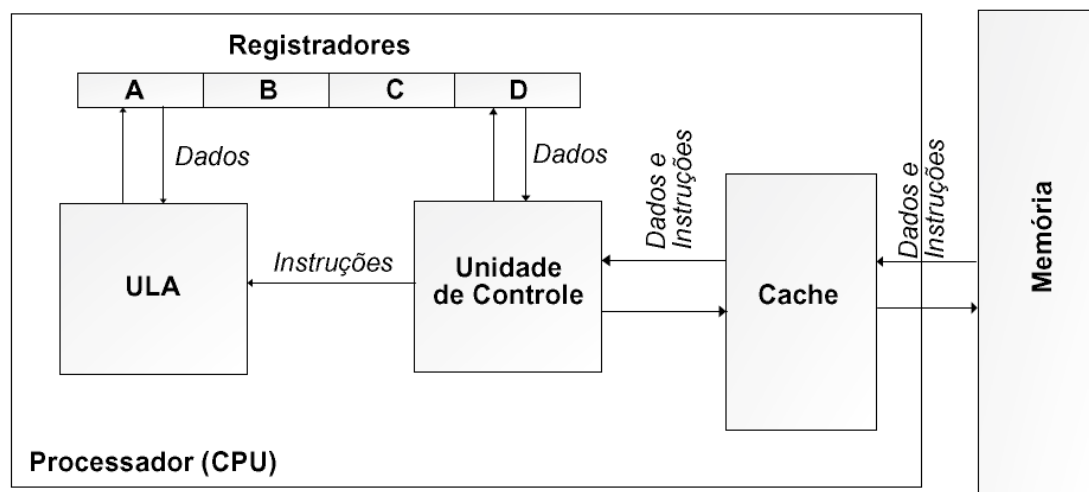 Registradores
A B C D
Dados
Dados
Dados e
Instruções
Dados e
Instruções
Memória
ULA
Instruções
Unidade
de Controle
Cache
Processador (CPU)